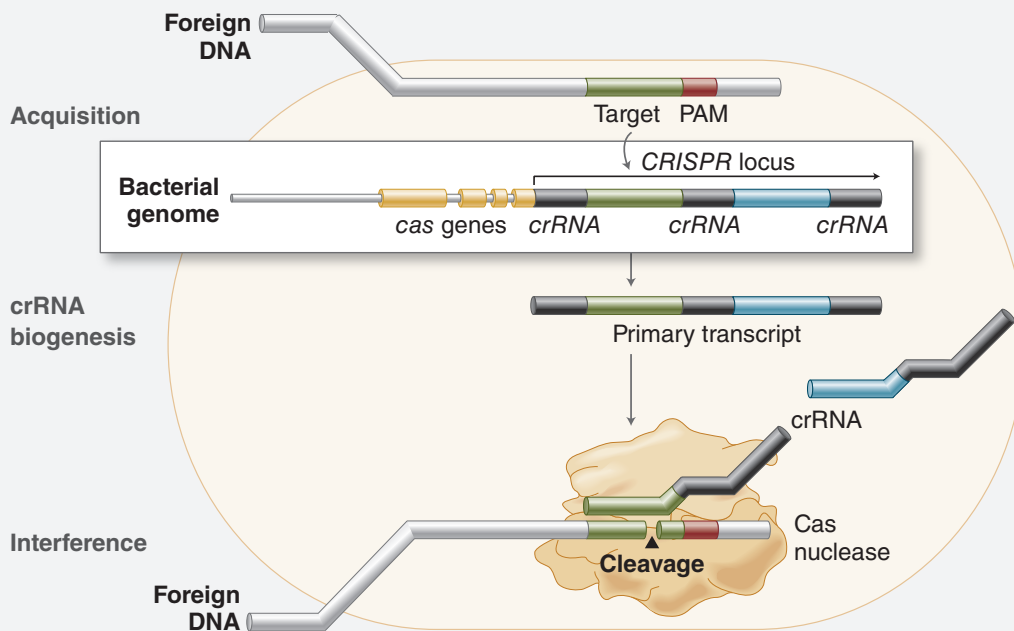 Foreign
DNA
Acquisition
Target PAM
CRISPR locus
Bacterial
genome
cas genes crRNA crRNA crRNA
crRNA
biogenesis
Primary transcript
crRNA
Interference
Cas
nuclease
Cleavage
Foreign
DNA